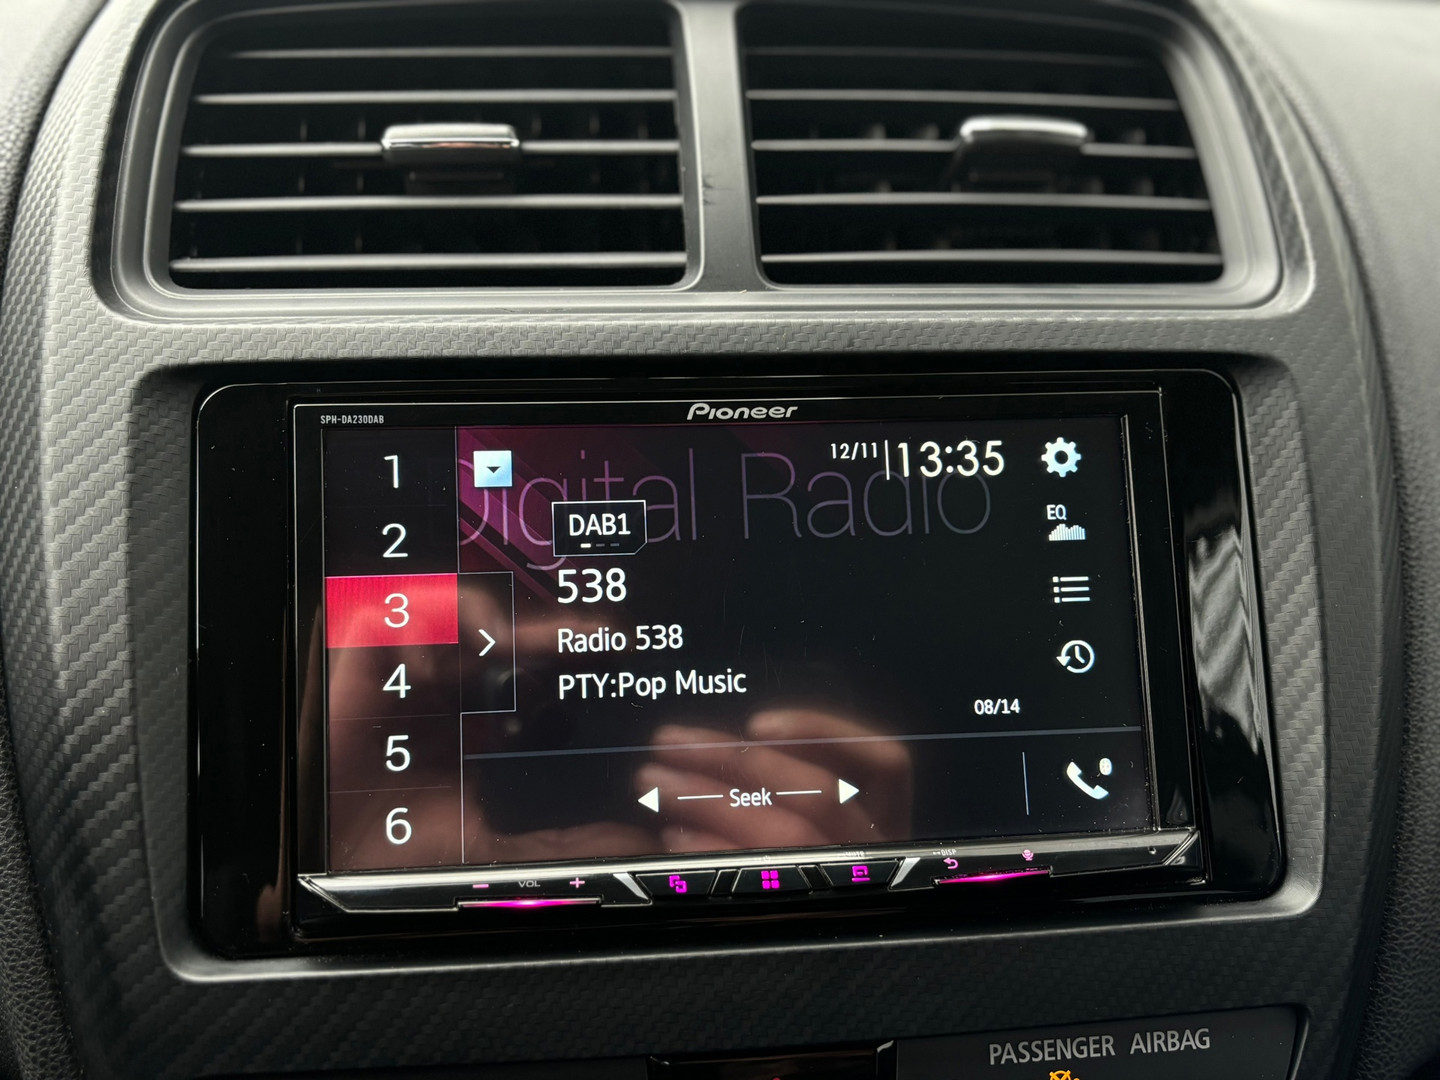 SPH-DA230DAB
Pioneer
12/11 13:35
Digital Radio
DAB1
538
Radio 538
PTY:Pop Music
08/14
1
2
3
4
5
6
EQ
Seek
VOL
DISP
PASSENGER AIRBAG